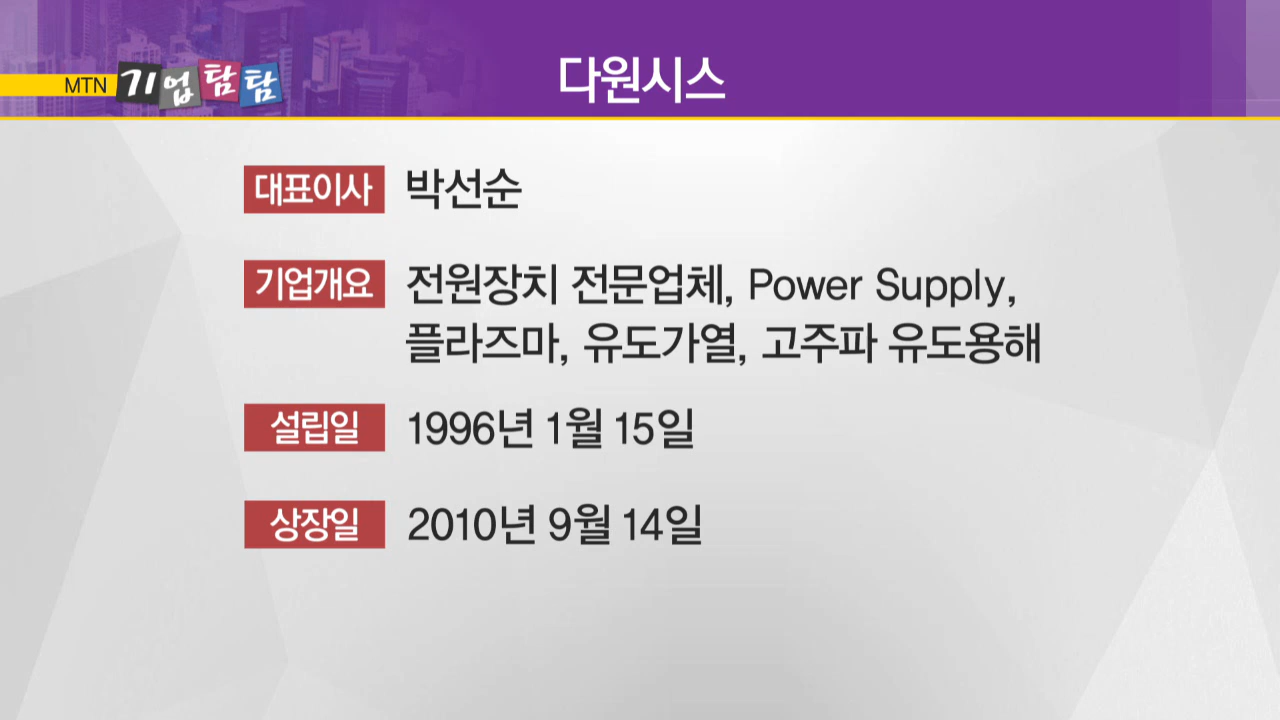 MTN 기업탐탐
다원시스
대표이사 박선순
기업개요 전원장치 전문업체, Power Supply,
플라즈마, 유도가열, 고주파 유도용해
설립일 1996년 1월 15일
상장일 2010년 9월 14일